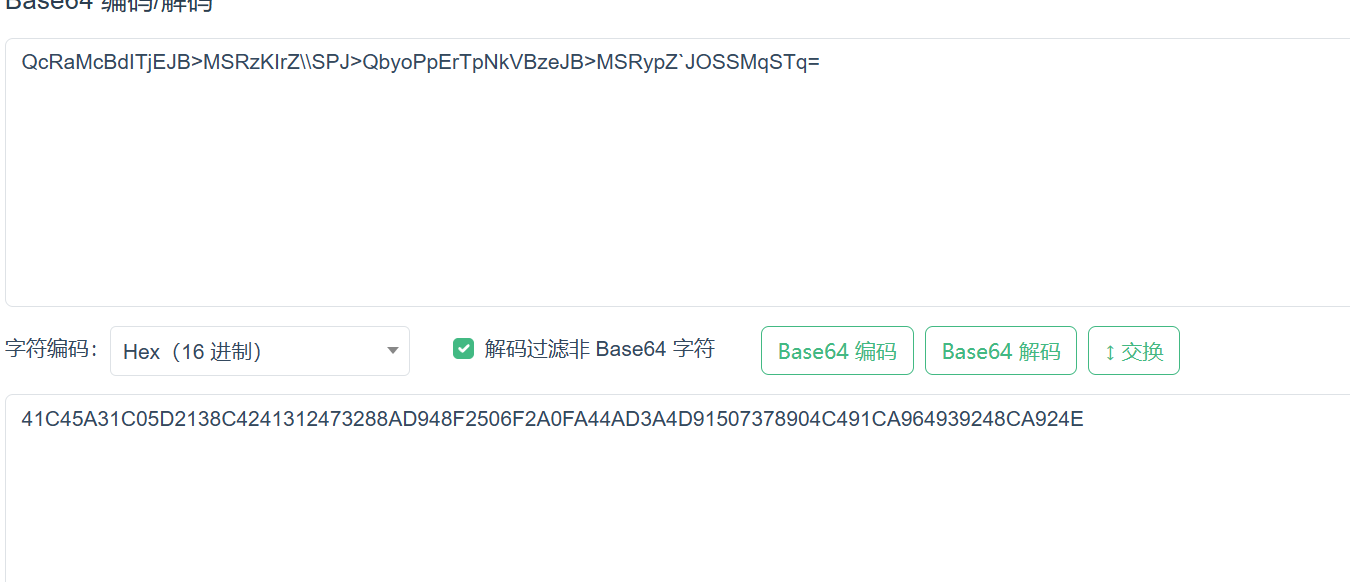 Base64 编码/解码
QcRaMcBdITjEJB>MSRzKIrZ\\SPJ>QbyoPpErTpNkVBzeJB>MSRypZ`JOSSMqSTq=
字符编码： Hex（16 进制） 解码过滤非 Base64 字符 Base64 编码 Base64 解码 ↕ 交换
41C45A31C05D2138C4241312473288AD948F2506F2A0FA44AD3A4D91507378904C491CA964939248CA924E